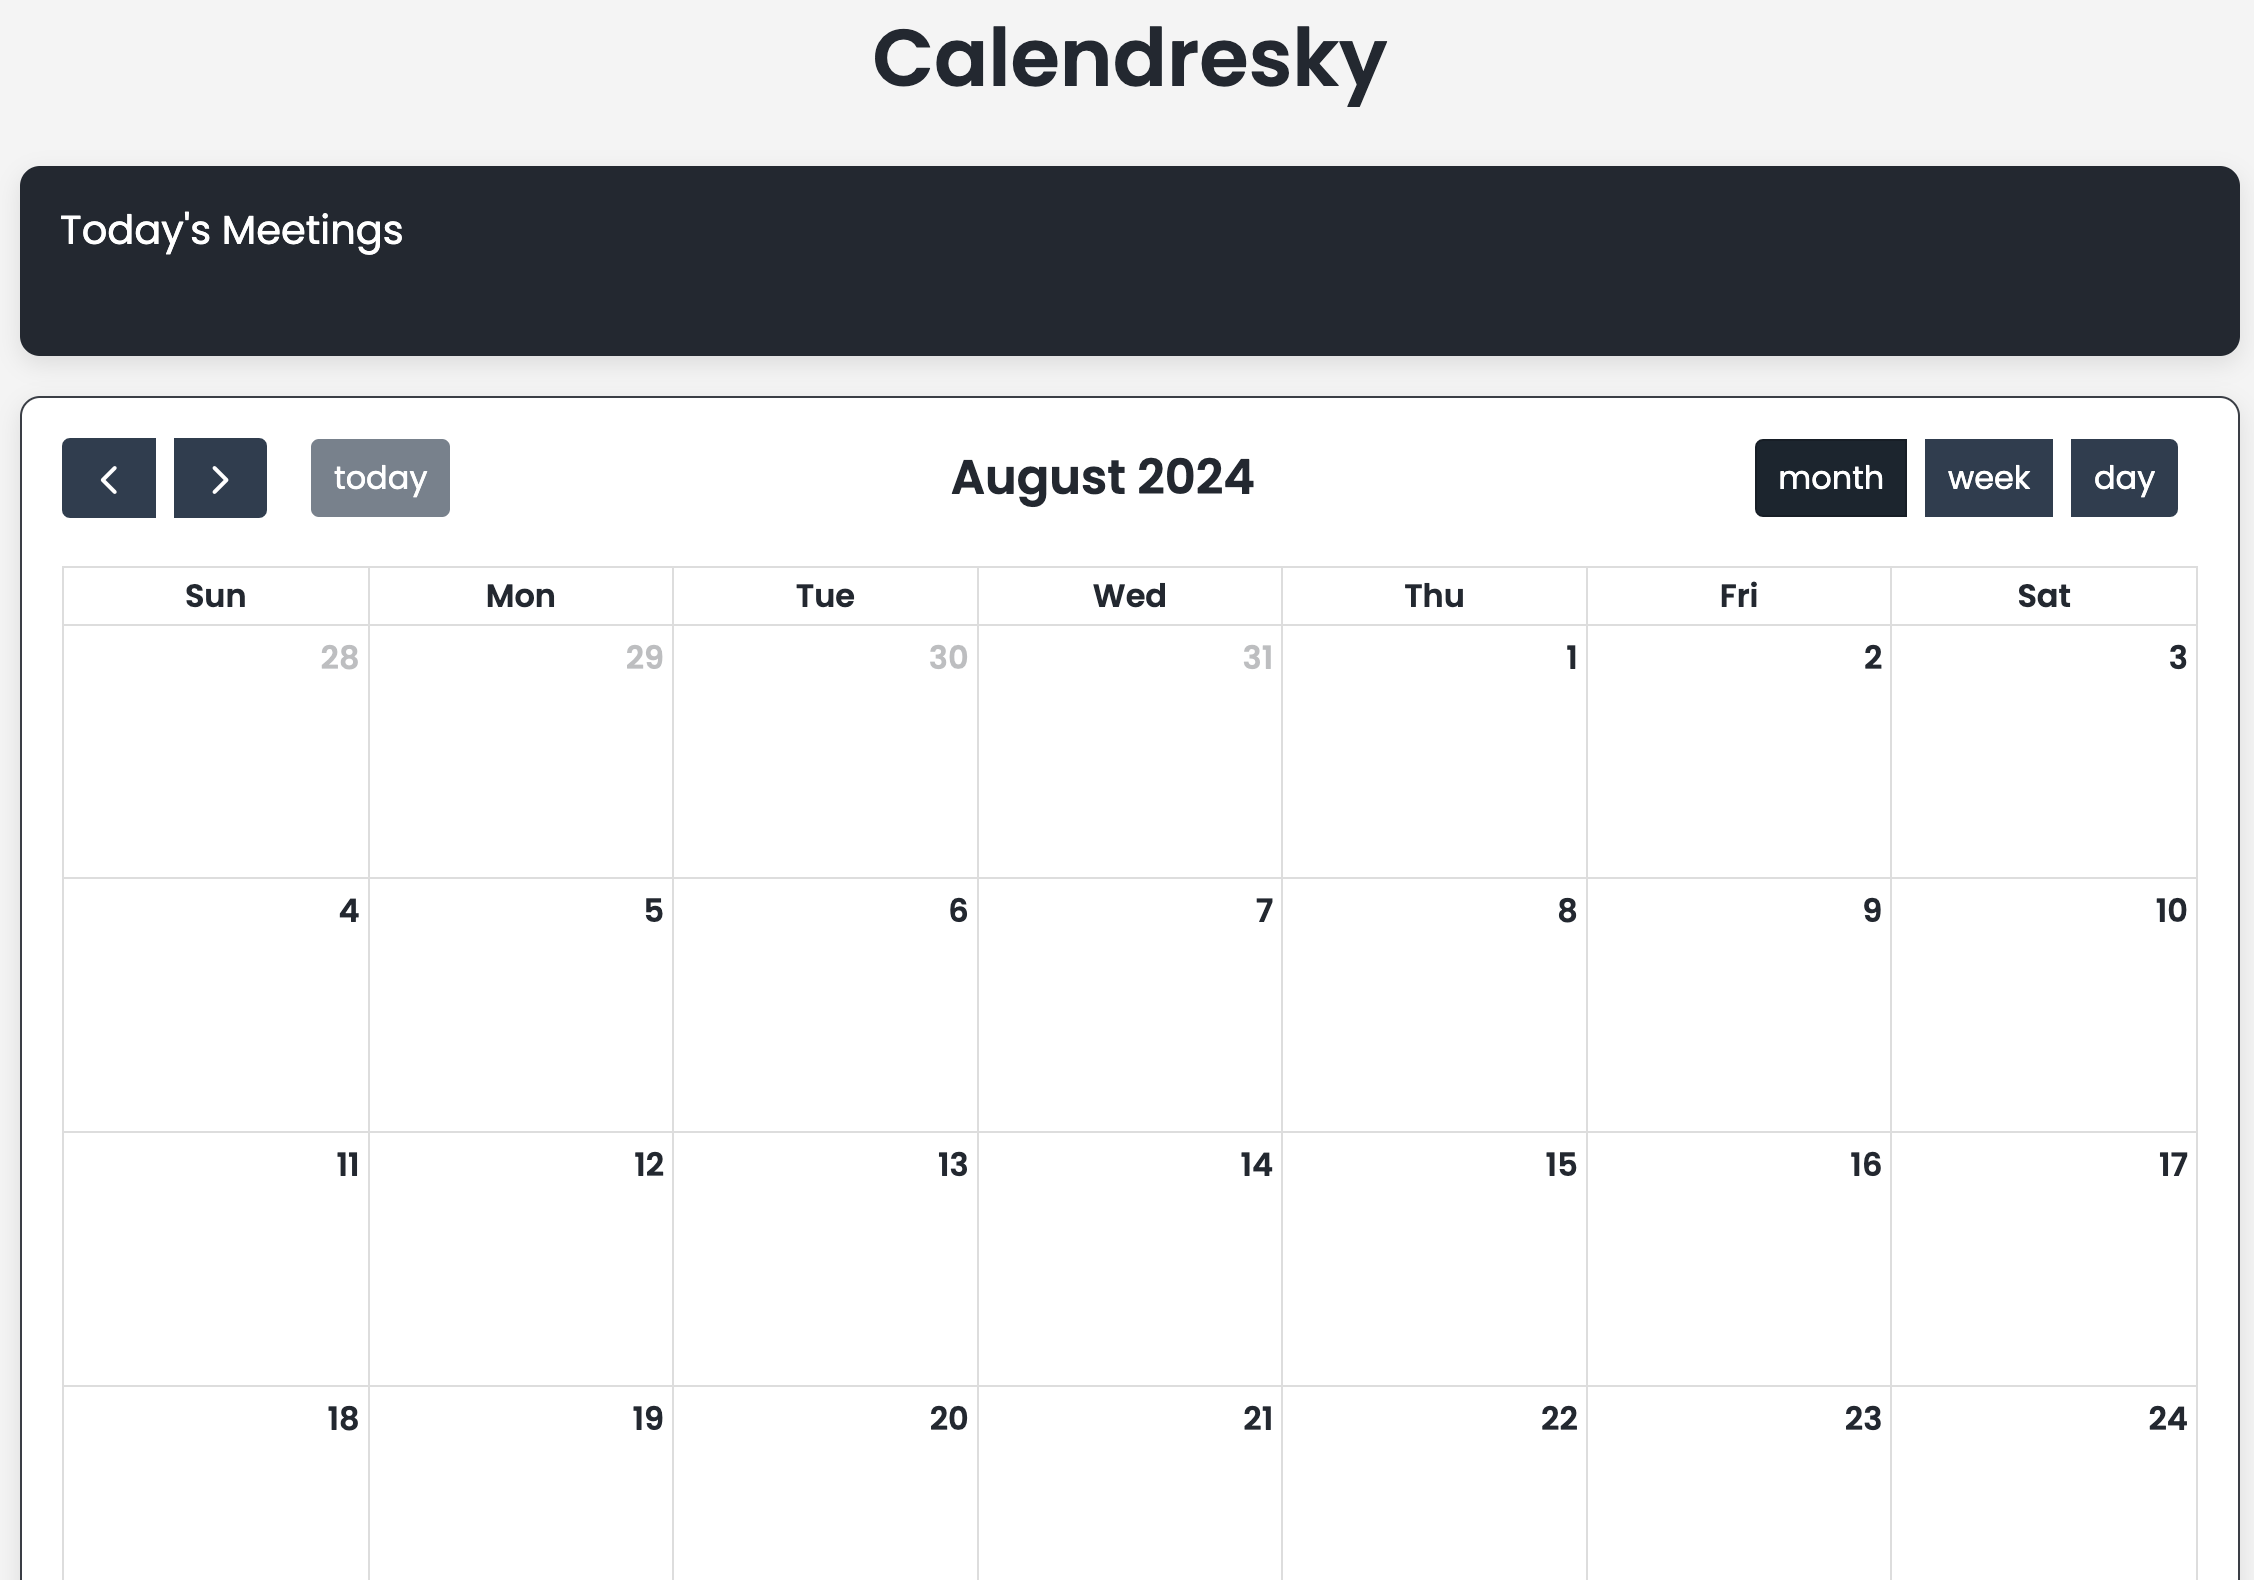 Calendresky
Today's Meetings
today August 2024 month week day
Sun Mon Tue Wed Thu Fri Sat
28 29 30 31 1 2 3
4 5 6 7 8 9 10
11 12 13 14 15 16 17
18 19 20 21 22 23 24